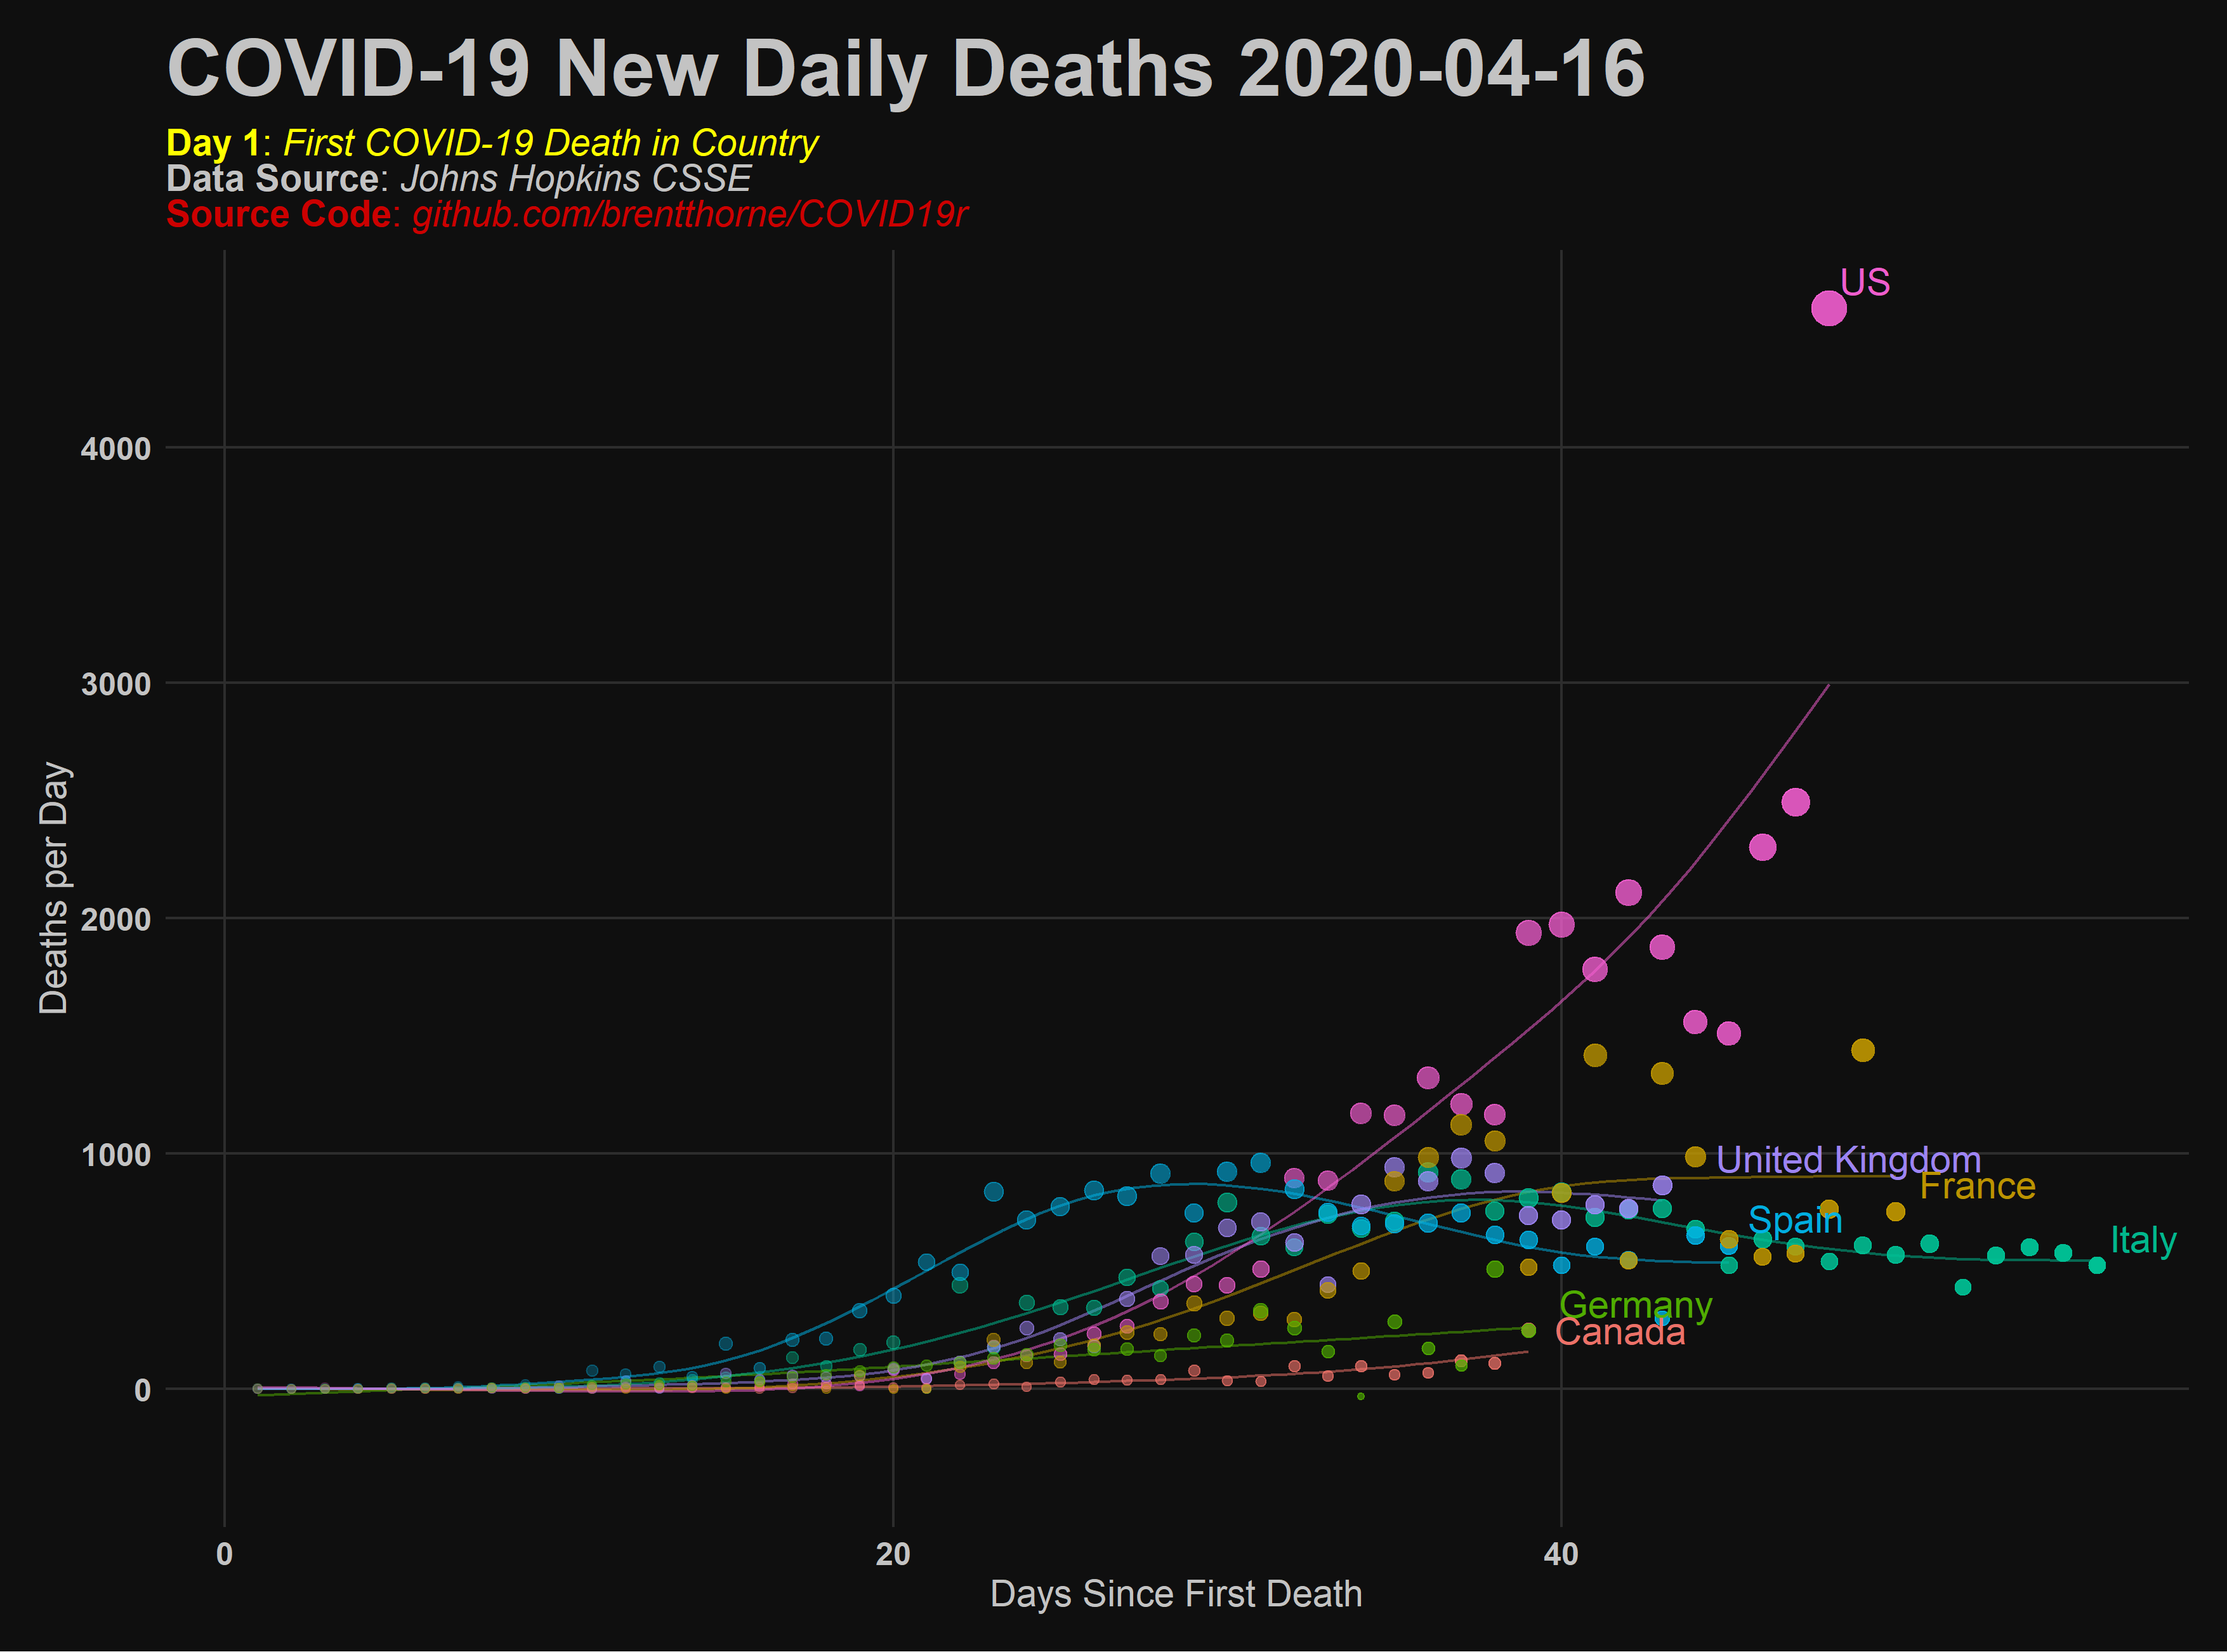 COVID-19 New Daily Deaths 2020-04-16
Day 1: First COVID-19 Death in Country
Data Source: Johns Hopkins CSSE
Source Code: github.com/brentthorne/COVID19r
US
4000
3000
Deaths per Day
2000
1000
United Kingdom
France
Spain
Italy
Germany
Canada
0
0 20 40
Days Since First Death